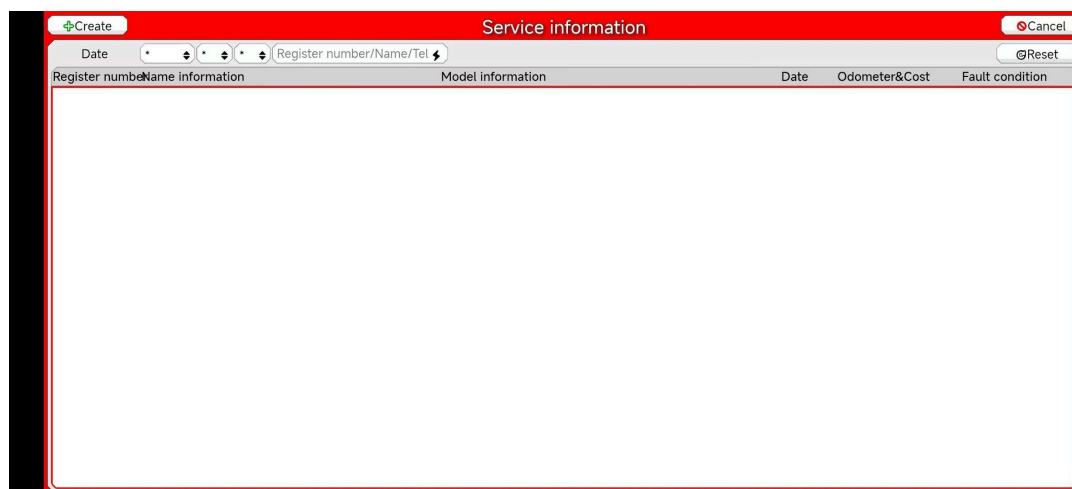 Create Service information Cancel
Date * * * Register number/Name/Tel Reset
Register number Name information Model information Date Odometer&Cost Fault condition